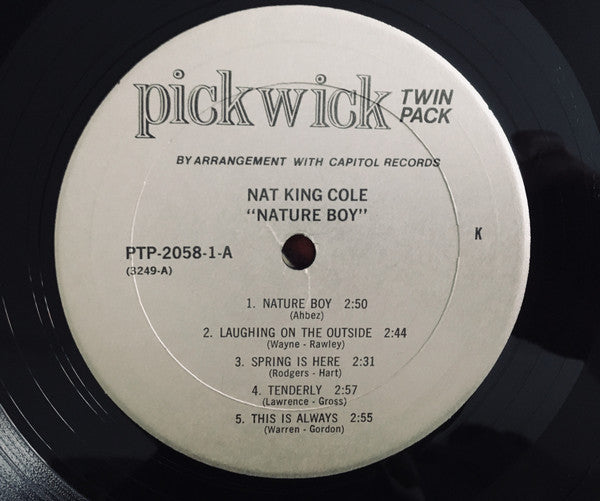 pickwick TWIN PACK
BY ARRANGEMENT WITH CAPITOL RECORDS
NAT KING COLE
"NATURE BOY"
K
PTP-2058-1-A
(3249-A)
1. NATURE BOY 2:50
(Ahbez)
2. LAUGHING ON THE OUTSIDE 2:44
(Wayne - Rawley)
3. SPRING IS HERE 2:31
(Rodgers - Hart)
4. TENDERLY 2:57
(Lawrence - Gross)
5. THIS IS ALWAYS 2:55
(Warren - Gordon)